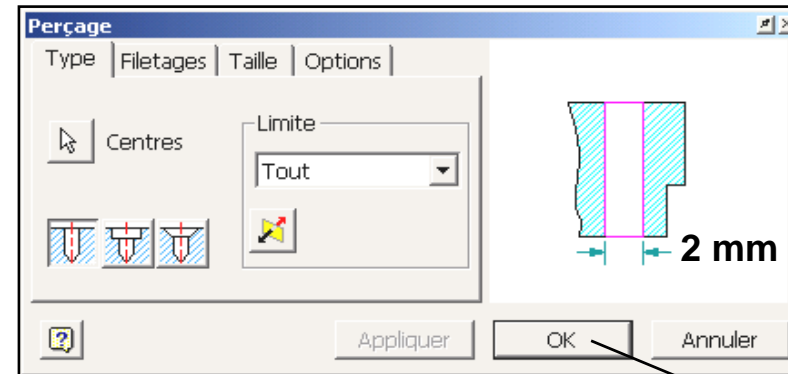 Perçage
Type Filetages Taille Options
Centres
Limite
Tout
2 mm
? Appliquer OK Annuler